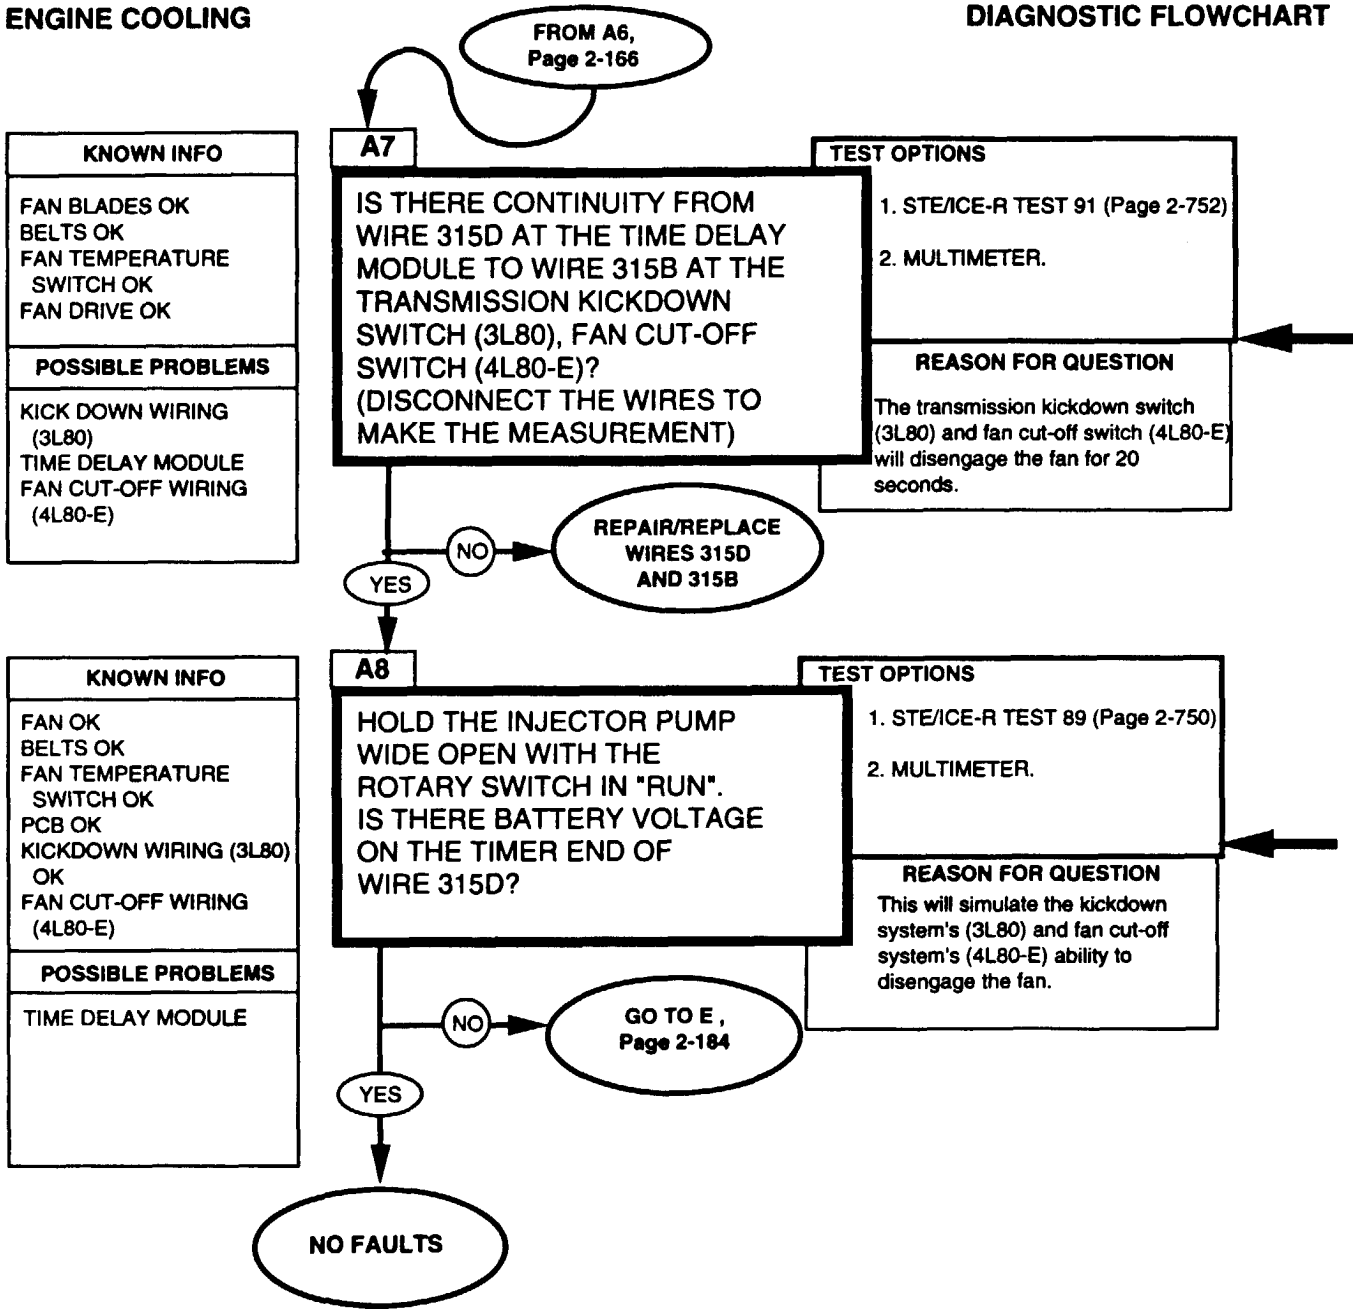 ENGINE COOLING
DIAGNOSTIC FLOWCHART
FROM A6,
Page 2-166
KNOWN INFO
FAN BLADES OK
BELTS OK
FAN TEMPERATURE
SWITCH OK
FAN DRIVE OK
POSSIBLE PROBLEMS
KICK DOWN WIRING
(3L80)
TIME DELAY MODULE
FAN CUT-OFF WIRING
(4L80-E)
A7
IS THERE CONTINUITY FROM
WIRE 315D AT THE TIME DELAY
MODULE TO WIRE 315B AT THE
TRANSMISSION KICKDOWN
SWITCH (3L80), FAN CUT-OFF
SWITCH (4L80-E)?
(DISCONNECT THE WIRES TO
MAKE THE MEASUREMENT)
TEST OPTIONS
1. STE/ICE-R TEST 91 (Page 2-752)
2. MULTIMETER.
REASON FOR QUESTION
The transmission kickdown switch
(3L80) and fan cut-off switch (4L80-E)
will disengage the fan for 20
seconds.
NO
REPAIR/REPLACE
WIRES 315D
AND 315B
YES
KNOWN INFO
FAN OK
BELTS OK
FAN TEMPERATURE
SWITCH OK
PCB OK
KICKDOWN WIRING (3L80)
OK
FAN CUT-OFF WIRING
(4L80-E)
POSSIBLE PROBLEMS
TIME DELAY MODULE
A8
HOLD THE INJECTOR PUMP
WIDE OPEN WITH THE
ROTARY SWITCH IN "RUN".
IS THERE BATTERY VOLTAGE
ON THE TIMER END OF
WIRE 315D?
TEST OPTIONS
1. STE/ICE-R TEST 89 (Page 2-750)
2. MULTIMETER.
REASON FOR QUESTION
This will simulate the kickdown
system's (3L80) and fan cut-off
system's (4L80-E) ability to
disengage the fan.
NO
GO TO E ,
Page 2-184
YES
NO FAULTS